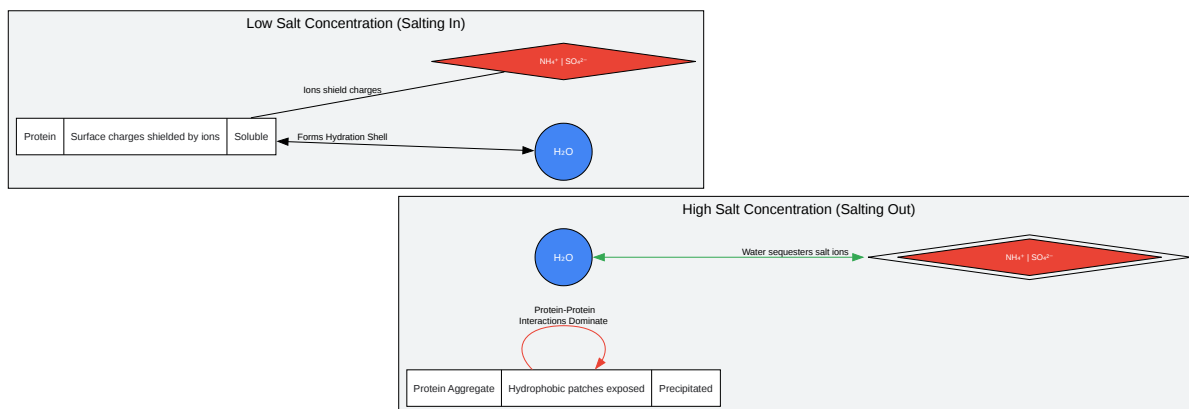 Low Salt Concentration (Salting In)
NH₄⁺ | SO₄²⁻
Ions shield charges
Protein
Surface charges shielded by ions
Soluble
Forms Hydration Shell
H₂O
High Salt Concentration (Salting Out)
H₂O
Water sequesters salt ions
NH₄⁺ | SO₄²⁻
Protein-Protein
Interactions Dominate
Protein Aggregate
Hydrophobic patches exposed
Precipitated